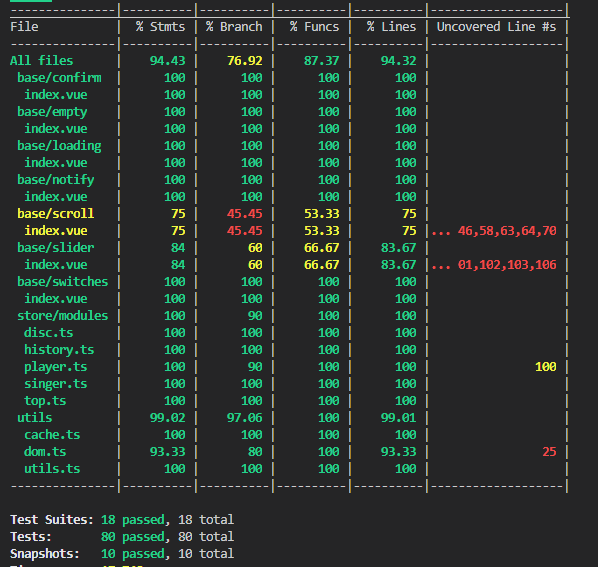 ---------------|----------|----------|----------|----------|-------------------|
File           |  % Stmts | % Branch |  % Funcs |  % Lines | Uncovered Line #s |
---------------|----------|----------|----------|----------|-------------------|
All files      |    94.43 |    76.92 |    87.37 |    94.32 |                   |
 base/confirm  |      100 |      100 |      100 |      100 |                   |
  index.vue    |      100 |      100 |      100 |      100 |                   |
 base/empty    |      100 |      100 |      100 |      100 |                   |
  index.vue    |      100 |      100 |      100 |      100 |                   |
 base/loading  |      100 |      100 |      100 |      100 |                   |
  index.vue    |      100 |      100 |      100 |      100 |                   |
 base/notify   |      100 |      100 |      100 |      100 |                   |
  index.vue    |      100 |      100 |      100 |      100 |                   |
 base/scroll   |       75 |    45.45 |    53.33 |       75 |                   |
  index.vue    |       75 |    45.45 |    53.33 |       75 |... 46,58,63,64,70 |
 base/slider   |       84 |       60 |    66.67 |    83.67 |                   |
  index.vue    |       84 |       60 |    66.67 |    83.67 |... 01,102,103,106 |
 base/switches |      100 |      100 |      100 |      100 |                   |
  index.vue    |      100 |      100 |      100 |      100 |                   |
 store/modules |      100 |       90 |      100 |      100 |                   |
  disc.ts      |      100 |      100 |      100 |      100 |                   |
  history.ts   |      100 |      100 |      100 |      100 |                   |
  player.ts    |      100 |       90 |      100 |      100 |               100 |
  singer.ts    |      100 |      100 |      100 |      100 |                   |
  top.ts       |      100 |      100 |      100 |      100 |                   |
 utils         |    99.02 |    97.06 |      100 |    99.01 |                   |
  cache.ts     |      100 |      100 |      100 |      100 |                   |
  dom.ts       |    93.33 |       80 |      100 |    93.33 |                25 |
  utils.ts     |      100 |      100 |      100 |      100 |                   |
---------------|----------|----------|----------|----------|-------------------|
Test Suites: 18 passed, 18 total
Tests:       80 passed, 80 total
Snapshots:   10 passed, 10 total